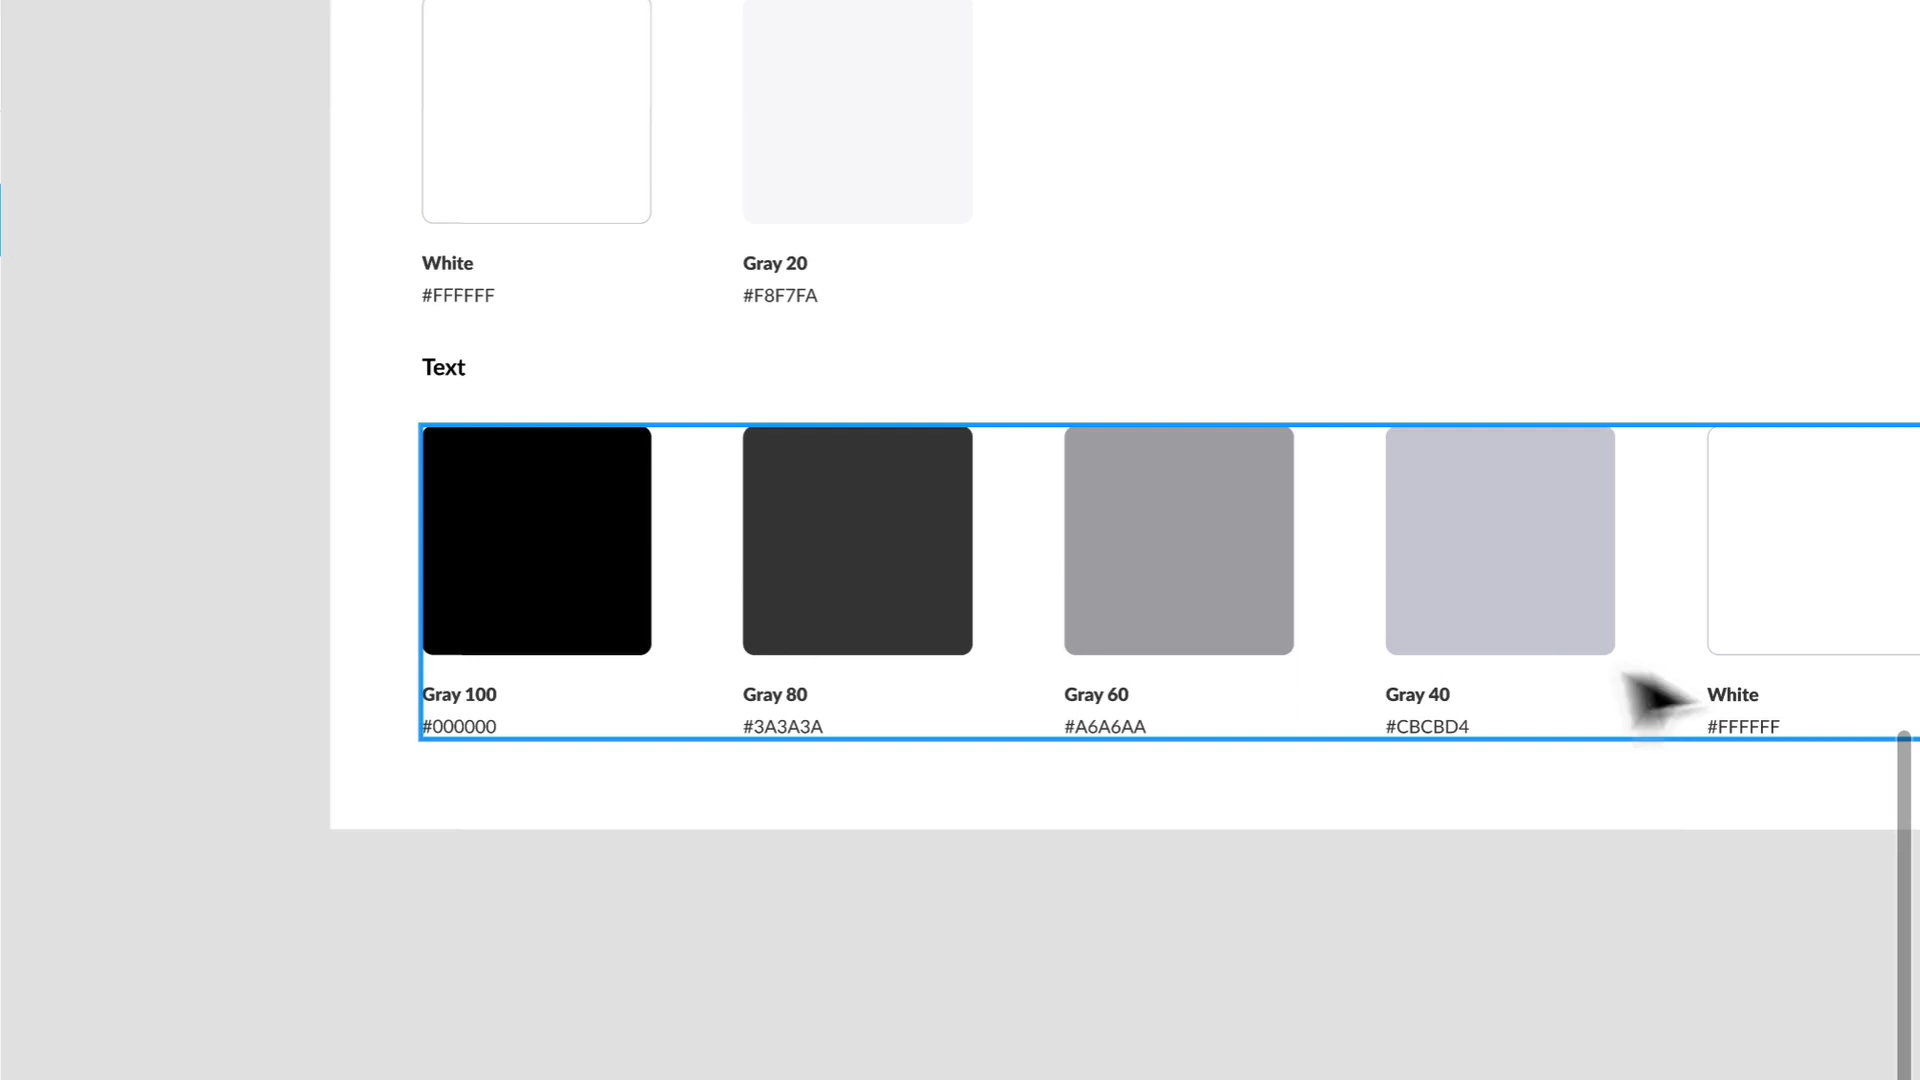 White
#FFFFFF
Gray 20
#F8F7FA
Text
Gray 100
#000000
Gray 80
#3A3A3A
Gray 60
#A6A6AA
Gray 40
#CBCBD4
White
#FFFFFF